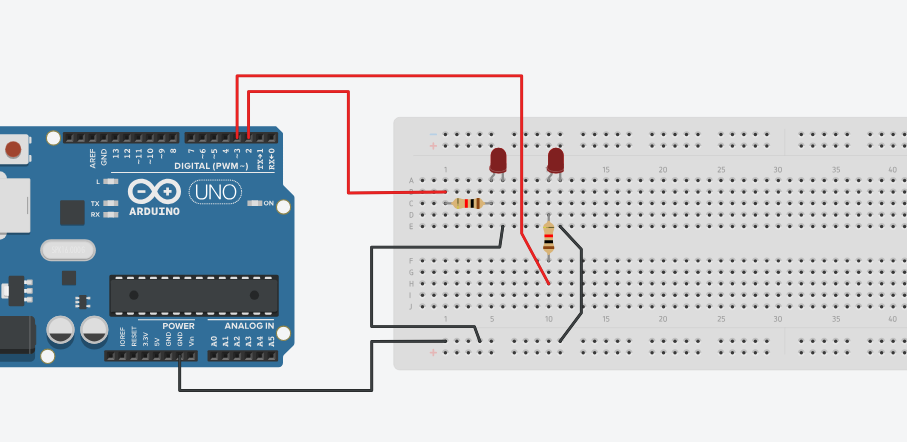 AREF
GND
13
12
~11
~10
~9
8
7
~6
~5
4
~3
2
TX→1
RX←0
DIGITAL (PWM~)
L
TX
RX
ARDUINO
UNO
ON
IOREF
RESET
3.3V
5V
GND
GND
Vin
POWER
ANALOG IN
A0
A1
A2
A3
A4
A5
1 5 10 15 20 25 30 35 40
A
C
D
E
F
G
H
I
J
1 5 10 15 20 25 30 35 40